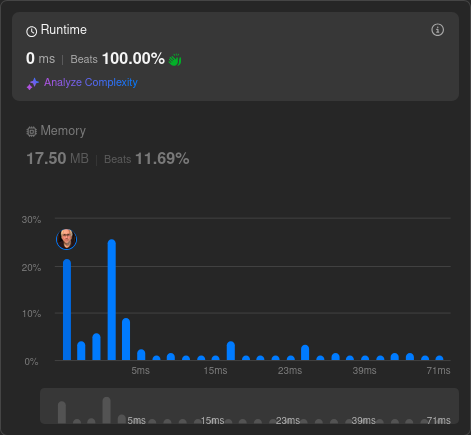 Runtime
0 ms | Beats 100.00%
Analyze Complexity
Memory
17.50 MB | Beats 11.69%
30%
20%
10%
0%
5ms 15ms 23ms 39ms 71ms
5ms 15ms 23ms 39ms 71ms